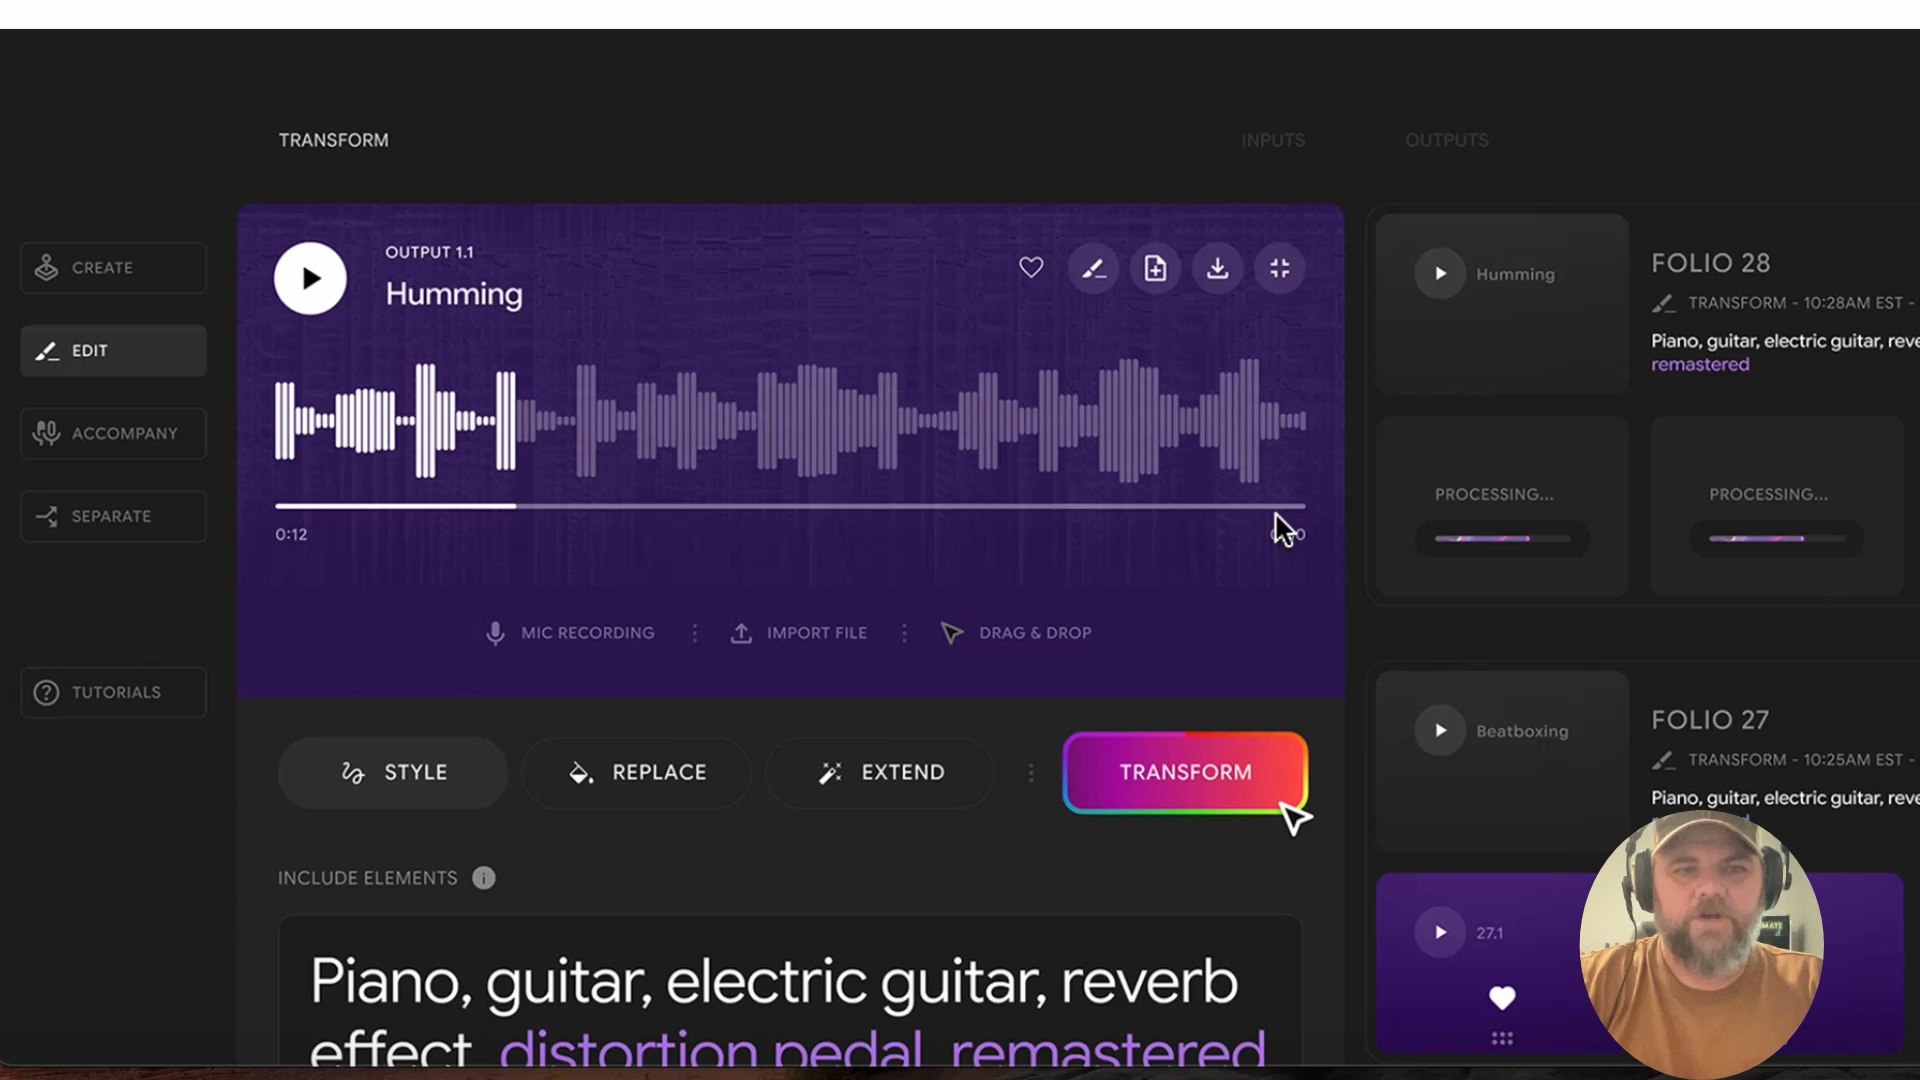 TRANSFORM
INPUTS
OUTPUTS
CREATE
EDIT
ACCOMPANY
SEPARATE
TUTORIALS
OUTPUT 1.1
Humming
0:12
MIC RECORDING
IMPORT FILE
DRAG & DROP
STYLE
REPLACE
EXTEND
TRANSFORM
INCLUDE ELEMENTS
Piano, guitar, electric guitar, reverb
effect, distortion pedal, remastered
Humming
FOLIO 28
TRANSFORM - 10:28AM EST -
Piano, guitar, electric guitar, reve
remastered
PROCESSING...
PROCESSING...
Beatboxing
FOLIO 27
TRANSFORM - 10:25AM EST -
Piano, guitar, electric guitar, reve
27.1